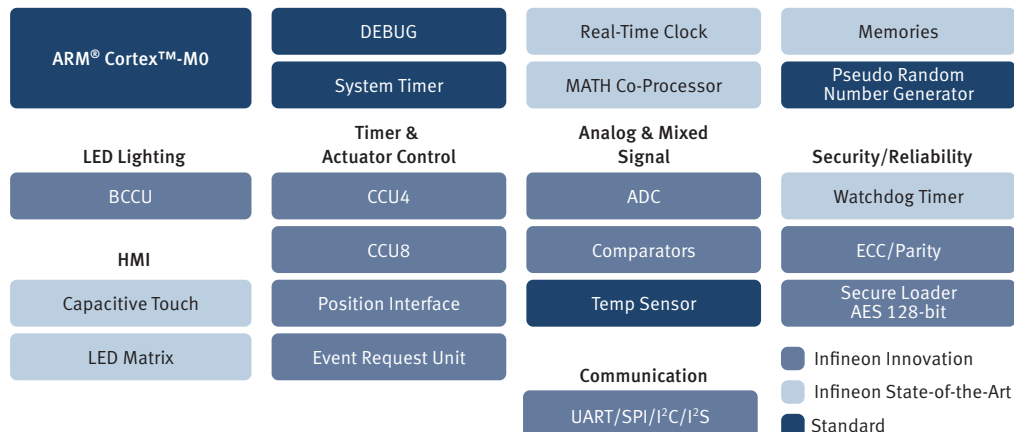 ARM® Cortex™-M0
DEBUG
System Timer
Real-Time Clock
MATH Co-Processor
Memories
Pseudo Random
Number Generator
LED Lighting
BCCU
HMI
Capacitive Touch
LED Matrix
Timer &
Actuator Control
CCU4
CCU8
Position Interface
Event Request Unit
Analog & Mixed
Signal
ADC
Comparators
Temp Sensor
Communication
UART/SPI/I²C/I²S
Security/Reliability
Watchdog Timer
ECC/Parity
Secure Loader
AES 128-bit
Infineon Innovation
Infineon State-of-the-Art
Standard